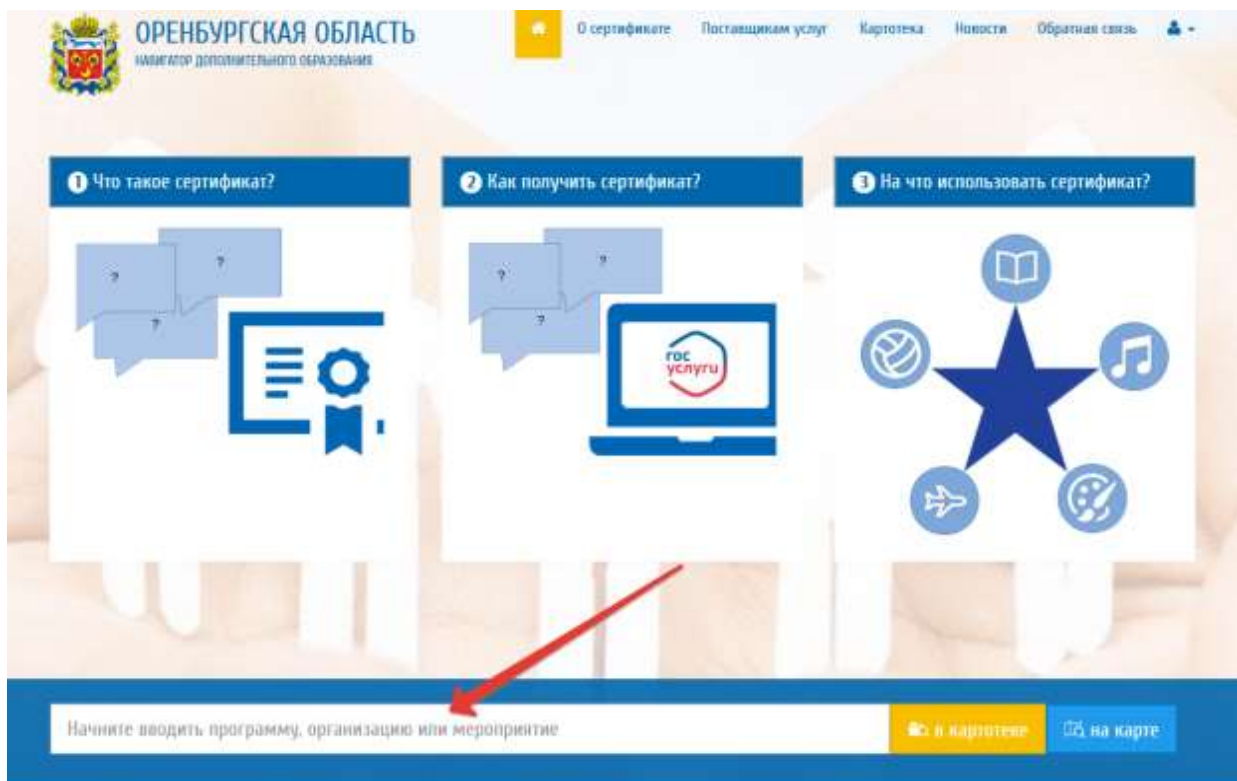 ОРЕНБУРГСКАЯ ОБЛАСТЬ
НАВИГАТОР ДОПОЛНИТЕЛЬНОГО ОБРАЗОВАНИЯ
О сертификате Поставщикам услуг Картотека Новости Обратная связь
1 Что такое сертификат?
2 Как получить сертификат?
3 На что использовать сертификат?
? ? ?
? ? ?
гос
услуги
Начните вводить программу, организацию или мероприятие
в картотеке
на карте